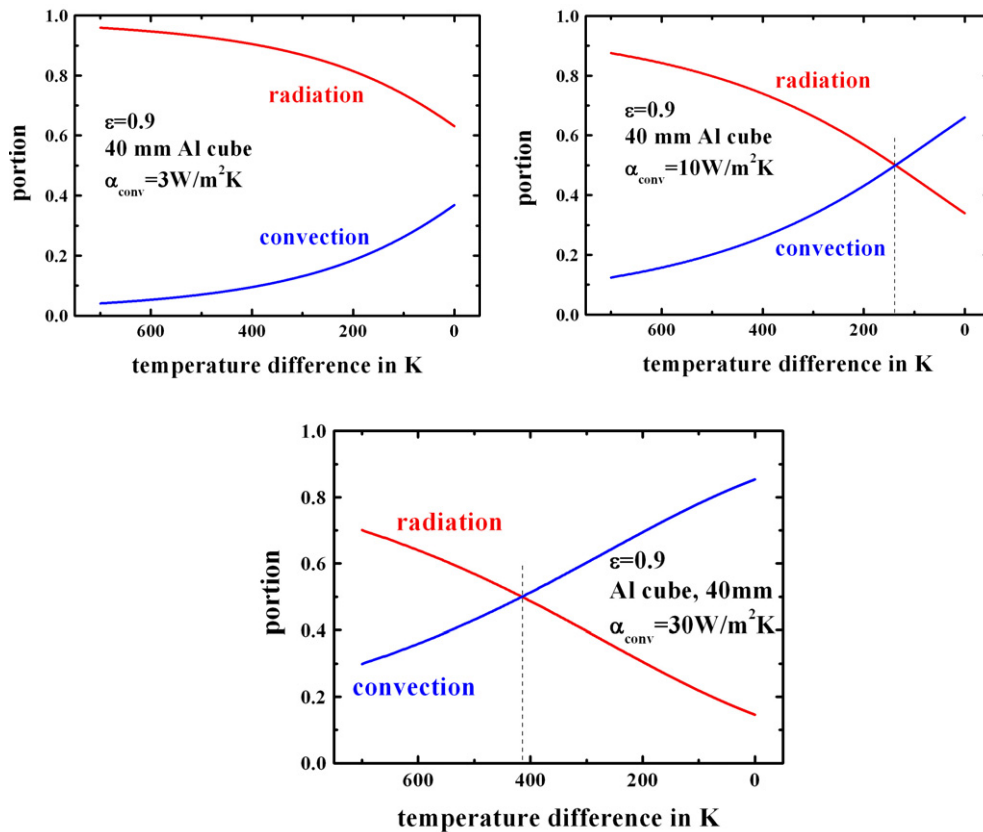 1.0
0.8
0.6
0.4
0.2
0.0
portion
radiation
ε=0.9
40 mm Al cube
α_conv=3W/m²K
convection
600 400 200 0
temperature difference in K
1.0
0.8
0.6
0.4
0.2
0.0
portion
radiation
ε=0.9
40 mm Al cube
α_conv=10W/m²K
convection
600 400 200 0
temperature difference in K
1.0
0.8
0.6
0.4
0.2
0.0
portion
radiation
ε=0.9
Al cube, 40mm
α_conv=30W/m²K
convection
600 400 200 0
temperature difference in K